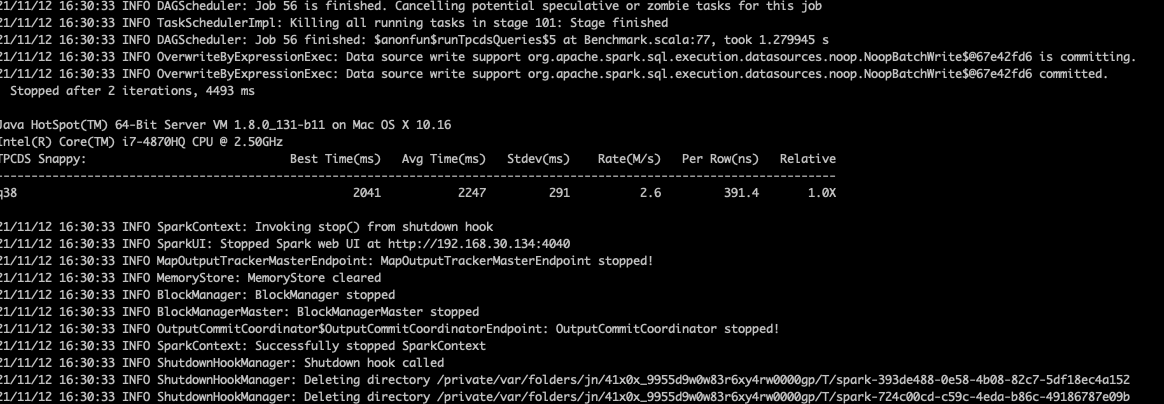 21/11/12 16:30:33 INFO DAGScheduler: Job 56 is finished. Cancelling potential speculative or zombie tasks for this job
21/11/12 16:30:33 INFO TaskSchedulerImpl: Killing all running tasks in stage 101: Stage finished
21/11/12 16:30:33 INFO DAGScheduler: Job 56 finished: $anonfun$runTpcdsQueries$5 at Benchmark.scala:77, took 1.279945 s
21/11/12 16:30:33 INFO OverwriteByExpressionExec: Data source write support org.apache.spark.sql.execution.datasources.noop.NoopBatchWrite$@67e42fd6 is committing.
21/11/12 16:30:33 INFO OverwriteByExpressionExec: Data source write support org.apache.spark.sql.execution.datasources.noop.NoopBatchWrite$@67e42fd6 committed.
  Stopped after 2 iterations, 4493 ms

Java HotSpot(TM) 64-Bit Server VM 1.8.0_131-b11 on Mac OS X 10.16
Intel(R) Core(TM) i7-4870HQ CPU @ 2.50GHz
TPCDS Snappy:                             Best Time(ms)   Avg Time(ms)   Stdev(ms)    Rate(M/s)   Per Row(ns)   Relative
------------------------------------------------------------------------------------------------------------------------
q38                                                2041           2247         291          2.6         391.4       1.0X

21/11/12 16:30:33 INFO SparkContext: Invoking stop() from shutdown hook
21/11/12 16:30:33 INFO SparkUI: Stopped Spark web UI at http://192.168.30.134:4040
21/11/12 16:30:33 INFO MapOutputTrackerMasterEndpoint: MapOutputTrackerMasterEndpoint stopped!
21/11/12 16:30:33 INFO MemoryStore: MemoryStore cleared
21/11/12 16:30:33 INFO BlockManager: BlockManager stopped
21/11/12 16:30:33 INFO BlockManagerMaster: BlockManagerMaster stopped
21/11/12 16:30:33 INFO OutputCommitCoordinator$OutputCommitCoordinatorEndpoint: OutputCommitCoordinator stopped!
21/11/12 16:30:33 INFO SparkContext: Successfully stopped SparkContext
21/11/12 16:30:33 INFO ShutdownHookManager: Shutdown hook called
21/11/12 16:30:33 INFO ShutdownHookManager: Deleting directory /private/var/folders/jn/41x0x_9955d9w0w83r6xy4rw0000gp/T/spark-393de488-0e58-4b08-82c7-5df18ec4a152
21/11/12 16:30:33 INFO ShutdownHookManager: Deleting directory /private/var/folders/jn/41x0x_9955d9w0w83r6xy4rw0000gp/T/spark-724c00cd-c59c-4eda-b86c-49186787e09b